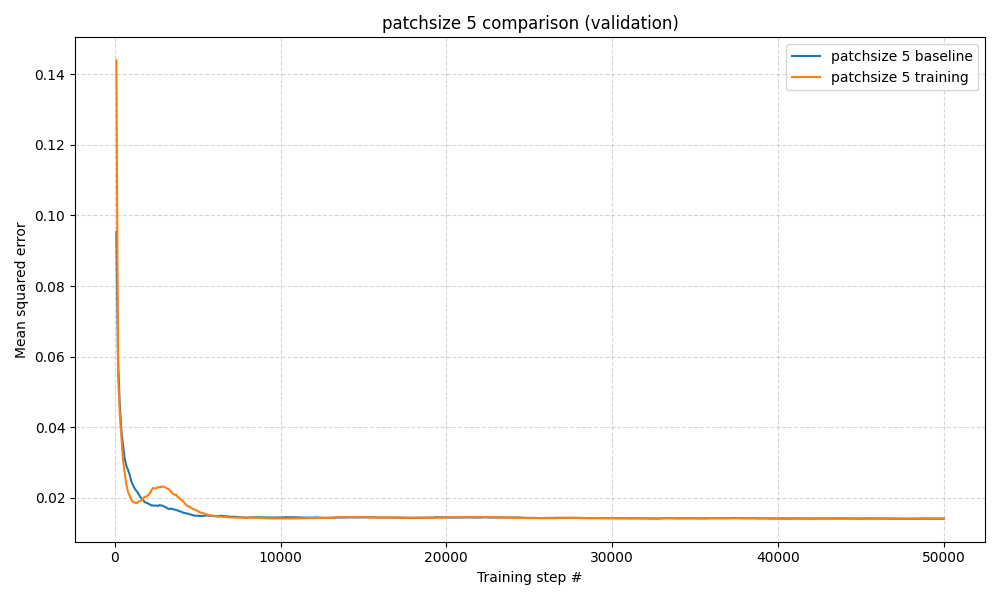 patchsize 5 comparison (validation)
patchsize 5 baseline
patchsize 5 training
Mean squared error
0.14
0.12
0.10
0.08
0.06
0.04
0.02
0 10000 20000 30000 40000 50000
Training step #